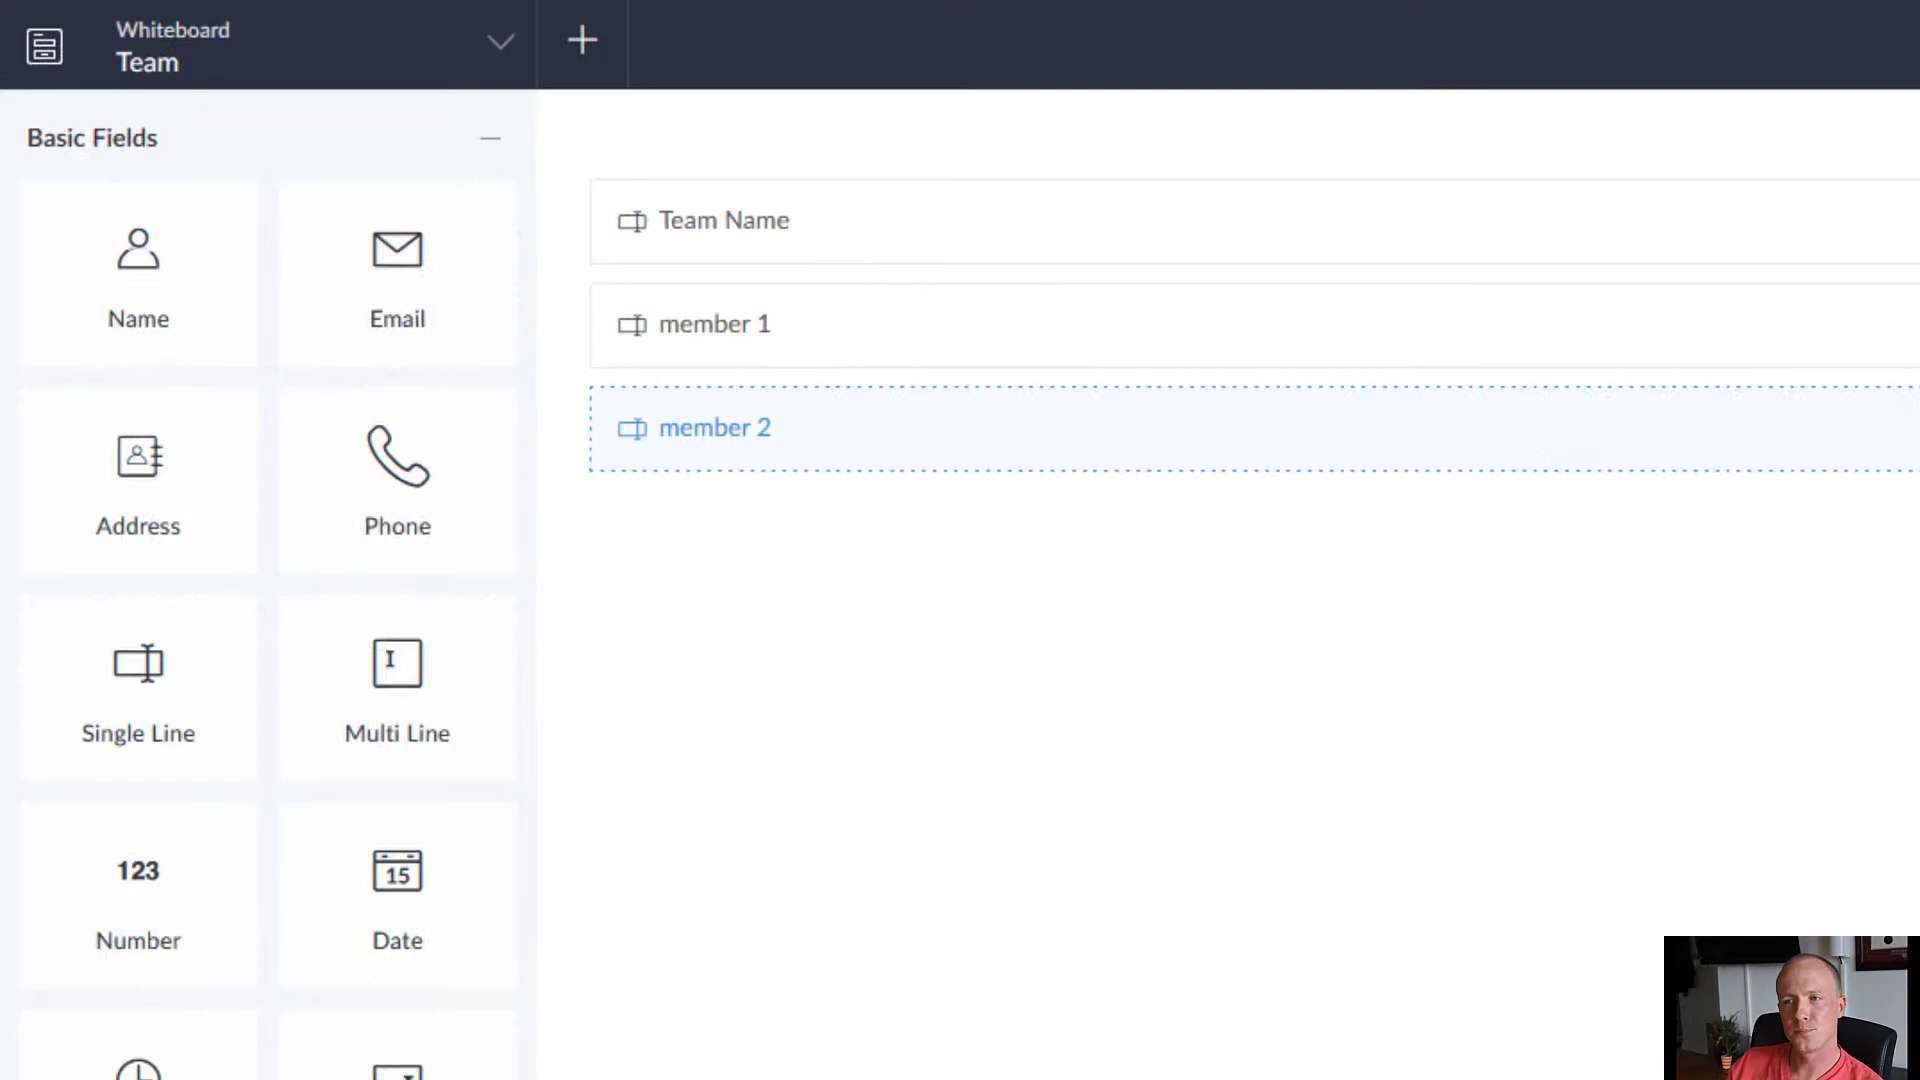 Whiteboard
Team
Basic Fields
Name
Email
Address
Phone
Single Line
Multi Line
123
Number
15
Date
Team Name
member 1
member 2